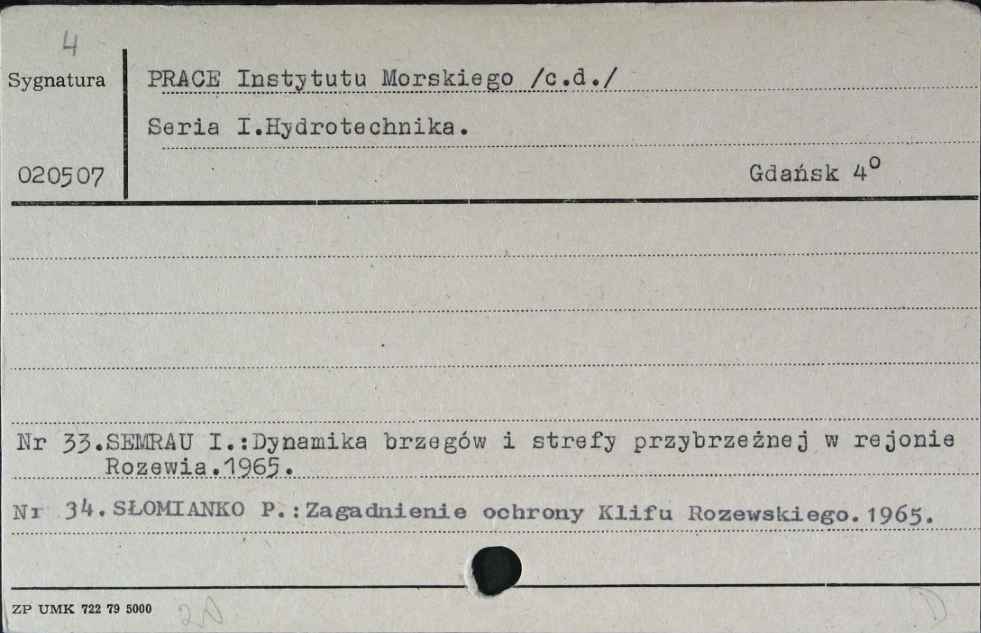 4
Sygnatura
PRACE Instytutu Morskiego /c.d./
Seria I.Hydrotechnika.
020507
Gdańsk 4°
Nr 33.SEMRAU I.:Dynamika brzegów i strefy przybrzeżnej w rejonie
Rozewia.1965.
Nr 34.SŁOMIANKO P.:Zagadnienie ochrony Klifu Rozewskiego.1965.
ZP UMK 722 79 5000